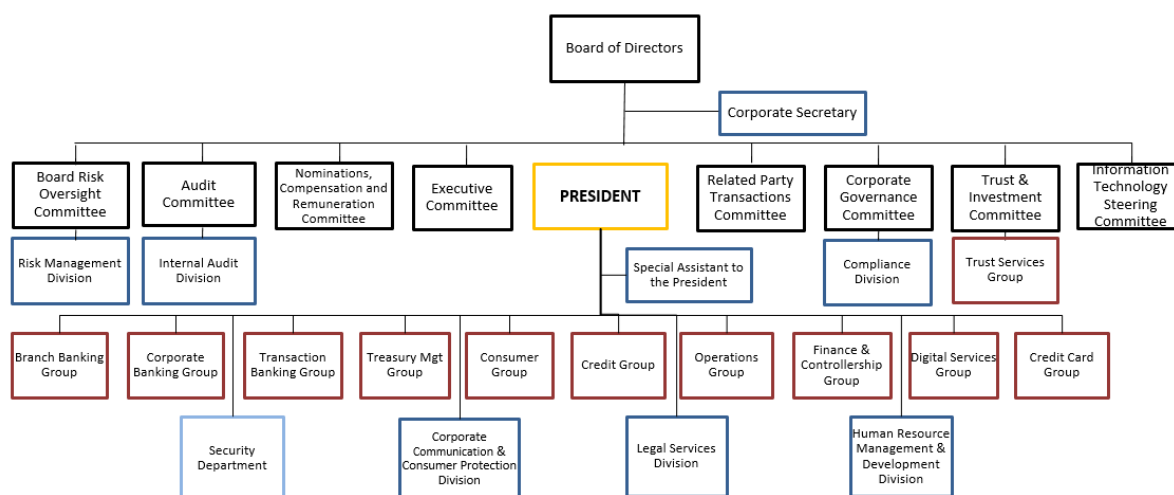 Board of Directors
Corporate Secretary
Board Risk
Oversight
Committee
Audit
Committee
Nominations,
Compensation and
Remuneration
Committee
Executive
Committee
PRESIDENT
Related Party
Transactions
Committee
Corporate
Governance
Committee
Trust &
Investment
Committee
Information
Technology
Steering
Committee
Risk Management
Division
Internal Audit
Division
Special Assistant to
the President
Compliance
Division
Trust Services
Group
Branch Banking
Group
Corporate
Banking Group
Transaction
Banking Group
Treasury Mgt
Group
Consumer
Group
Credit Group
Operations
Group
Finance &
Controllership
Group
Digital Services
Group
Credit Card
Group
Security
Department
Corporate
Communication &
Consumer Protection
Division
Legal Services
Division
Human Resource
Management &
Development
Division